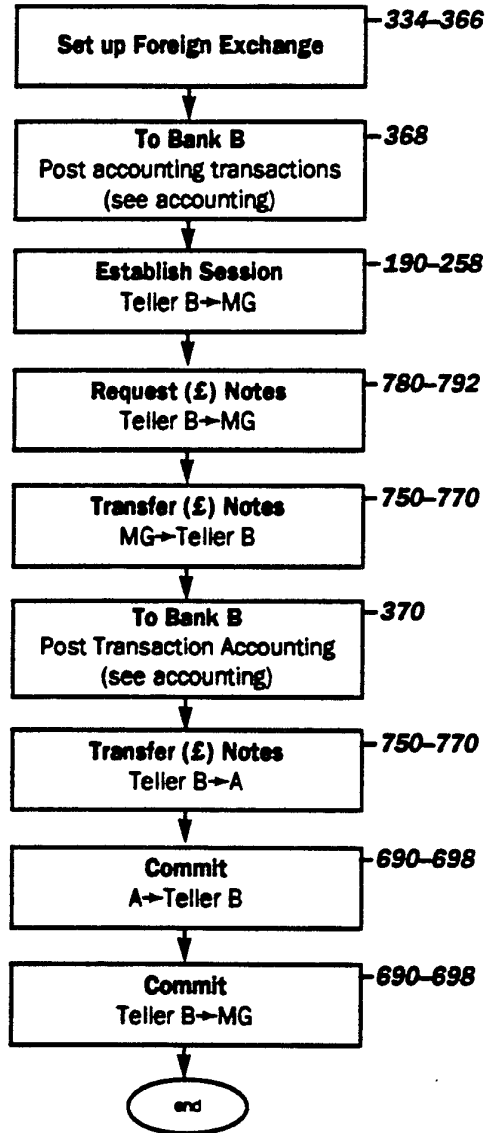 Set up Foreign Exchange
334–366
To Bank B
Post accounting transactions
(see accounting)
368
Establish Session
Teller B→MG
190–258
Request (£) Notes
Teller B→MG
780–792
Transfer (£) Notes
MG→Teller B
750–770
To Bank B
Post Transaction Accounting
(see accounting)
370
Transfer (£) Notes
Teller B→A
750–770
Commit
A→Teller B
690–698
Commit
Teller B→MG
690–698
end